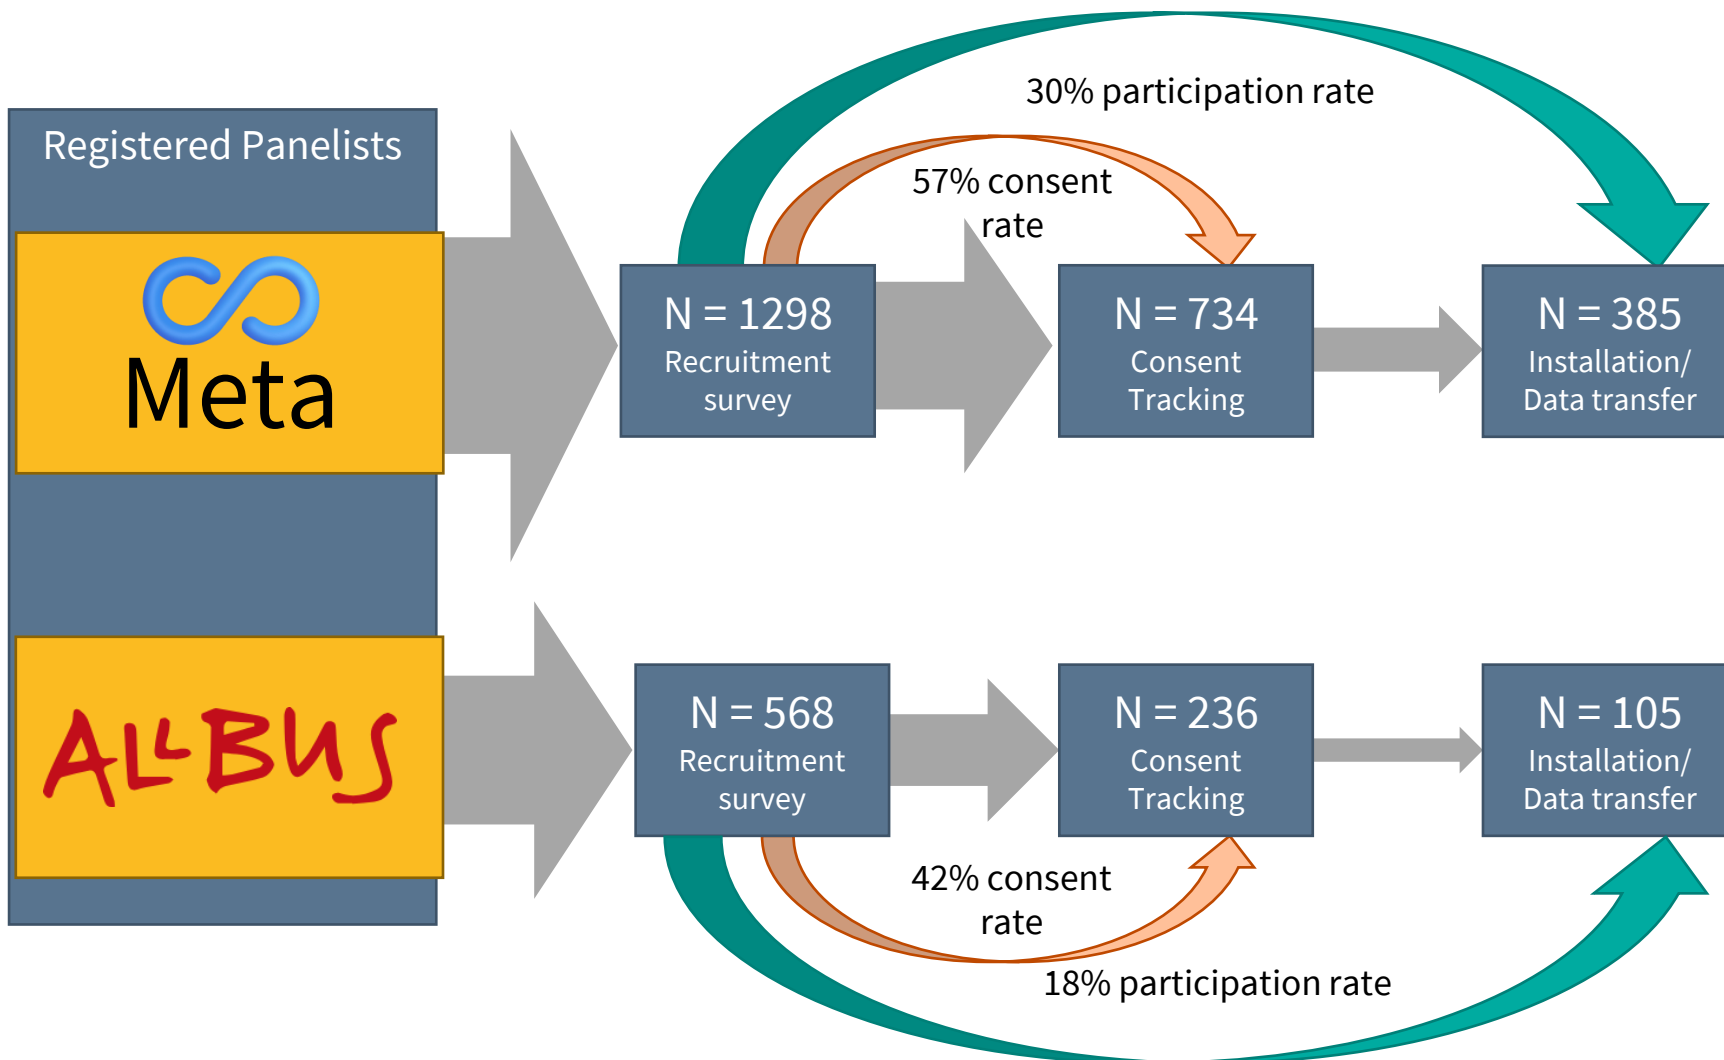 Registered Panelists
Meta
30% participation rate
57% consent
rate
N = 1298
Recruitment
survey
N = 734
Consent
Tracking
N = 385
Installation/
Data transfer
ALLBUS
N = 568
Recruitment
survey
N = 236
Consent
Tracking
N = 105
Installation/
Data transfer
42% consent
rate
18% participation rate